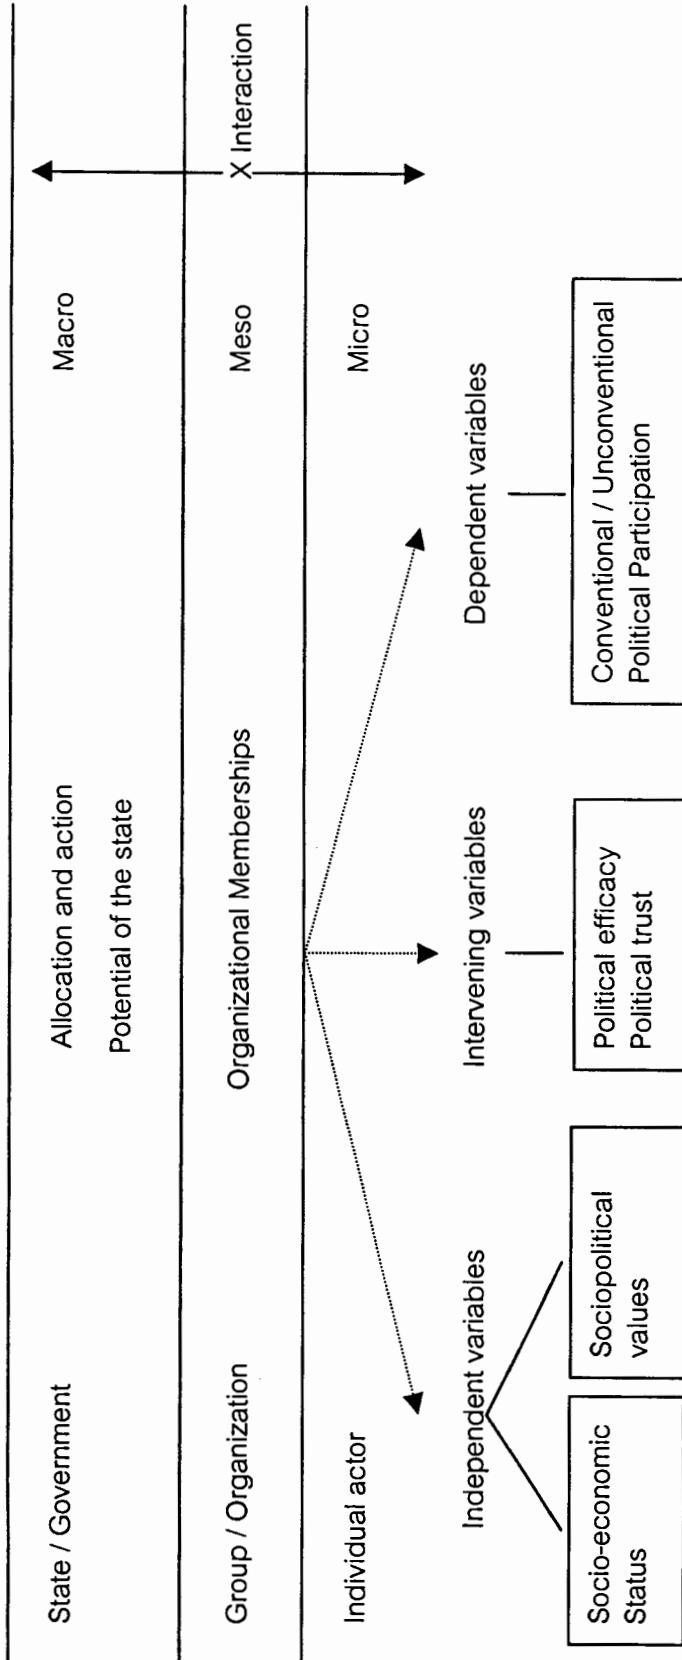 State / Government
Allocation and action
Potential of the state
Macro
Group / Organization
Organizational Memberships
Meso
X Interaction
Individual actor
Micro
Independent variables
Intervening variables
Dependent variables
Socio-economic
Status
Sociopolitical
values
Political efficacy
Political trust
Conventional / Unconventional
Political Participation